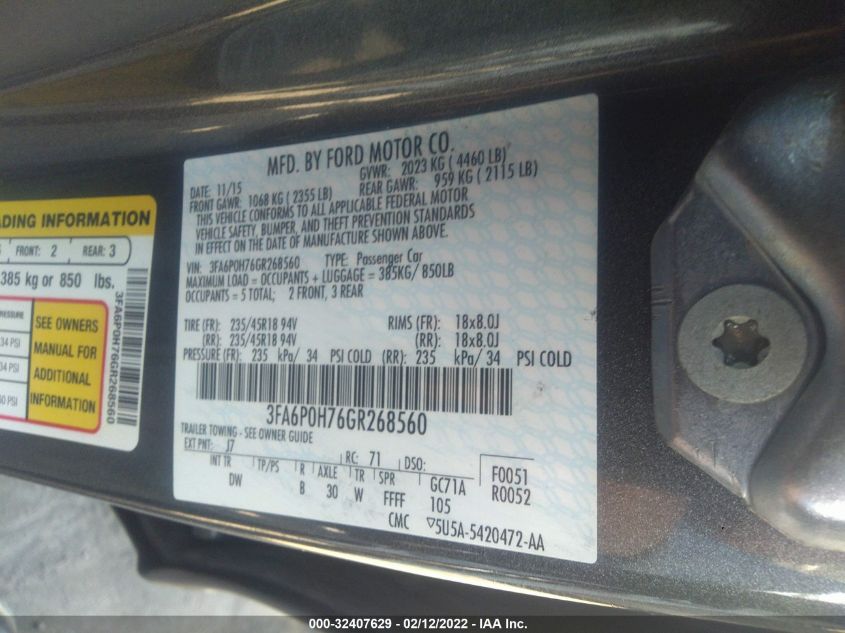 MFD. BY FORD MOTOR CO.
DATE: 11/15 GVWR: 2023 KG ( 4460 LB)
FRONT GAWR: 1068 KG ( 2355 LB) REAR GAWR: 959 KG ( 2115 LB)
THIS VEHICLE CONFORMS TO ALL APPLICABLE FEDERAL MOTOR
VEHICLE SAFETY, BUMPER, AND THEFT PREVENTION STANDARDS
IN EFFECT ON THE DATE OF MANUFACTURE SHOWN ABOVE.
VIN: 3FA6P0H76GR268560 TYPE: Passenger Car
MAXIMUM LOAD = OCCUPANTS + LUGGAGE = 385KG/ 850LB
OCCUPANTS = 5 TOTAL; 2 FRONT, 3 REAR
TIRE (FR): 235/45R18 94V RIMS (FR): 18x8.0J
(RR): 235/45R18 94V (RR): 18x8.0J
PRESSURE (FR): 235 kPa/ 34 PSI COLD (RR): 235 kPa/ 34 PSI COLD
3FA6P0H76GR268560
TRAILER TOWING - SEE OWNER GUIDE
EXT PNT: J7 RC: 71 DSO: F0051
INT TR TP/PS R AXLE TR SPR GC71A R0052
DW B 30 W FFFF 105
CMC ▽5U5A-5420472-AA
ADING INFORMATION
FRONT: 2 REAR: 3
385 kg or 850 lbs.
PRESSURE
34 PSI
34 PSI
60 PSI
SEE OWNERS
MANUAL FOR
ADDITIONAL
INFORMATION
3FA6P0H76GR268560
000-32407629 - 02/12/2022 - IAA Inc.